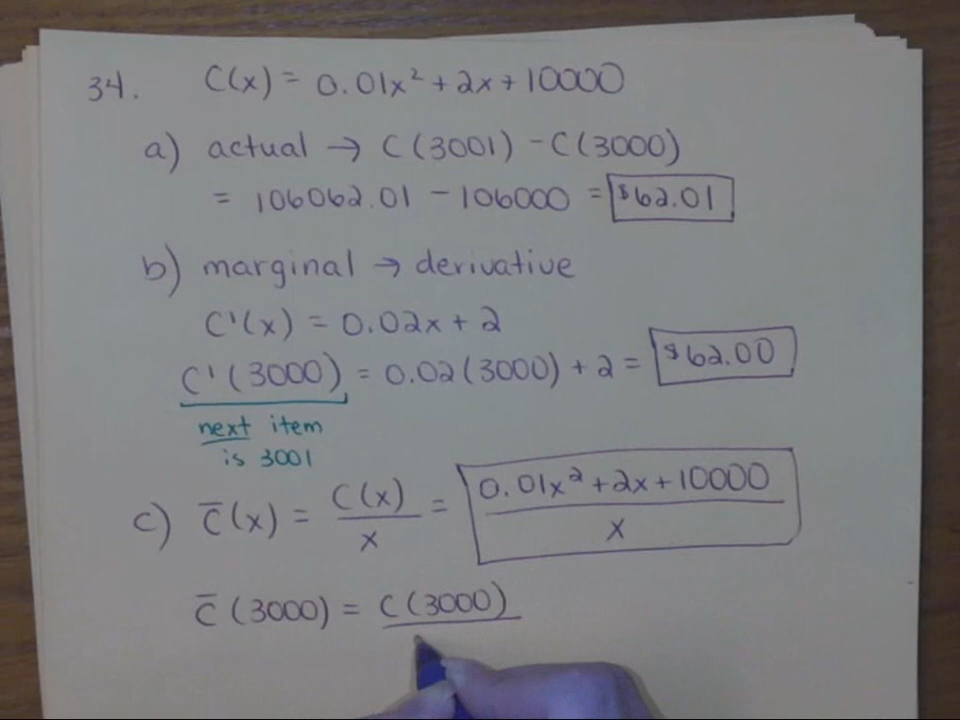 34. C(x) = 0.01x² + 2x + 10000
a) actual → C(3001) - C(3000)
= 106062.01 - 106000 = $62.01
b) marginal → derivative
C'(x) = 0.02x + 2
C'(3000) = 0.02(3000) + 2 = $62.00
next item
is 3001
c) C̅(x) = C(x)/x = 0.01x² + 2x + 10000/x
C̅(3000) = C(3000)